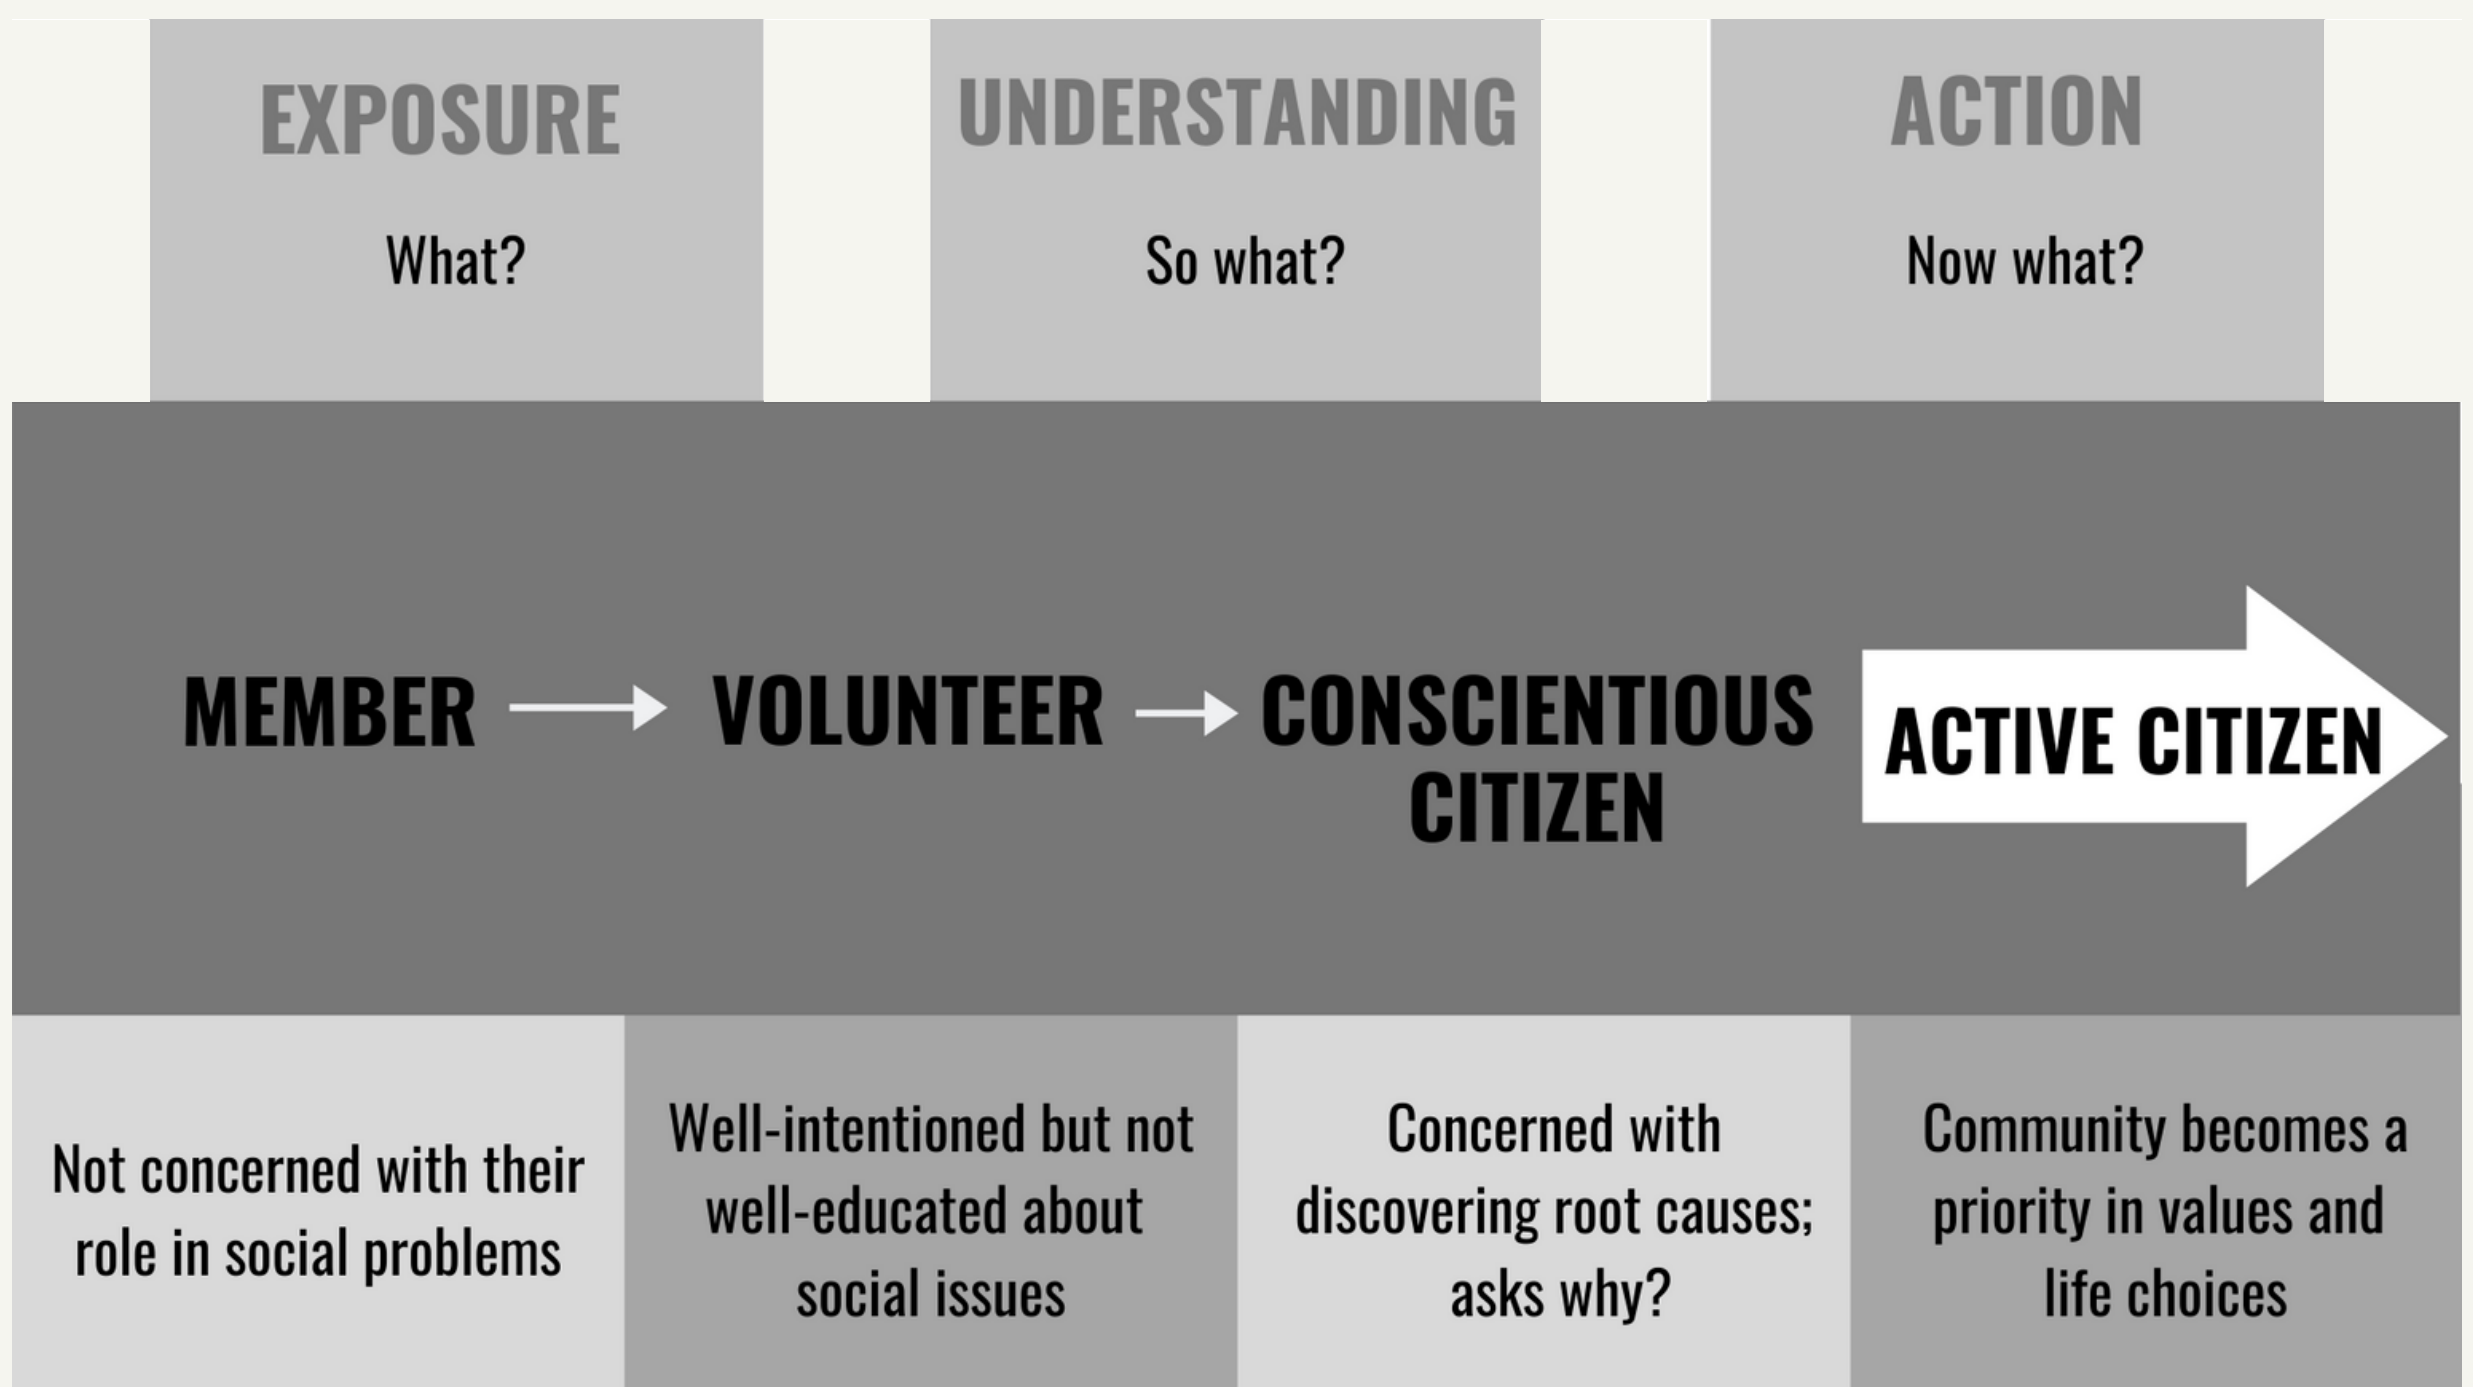 EXPOSURE
What?
UNDERSTANDING
So what?
ACTION
Now what?
MEMBER
VOLUNTEER
CONSCIENTIOUS
CITIZEN
ACTIVE CITIZEN
Not concerned with their
role in social problems
Well-intentioned but not
well-educated about
social issues
Concerned with
discovering root causes;
asks why?
Community becomes a
priority in values and
life choices